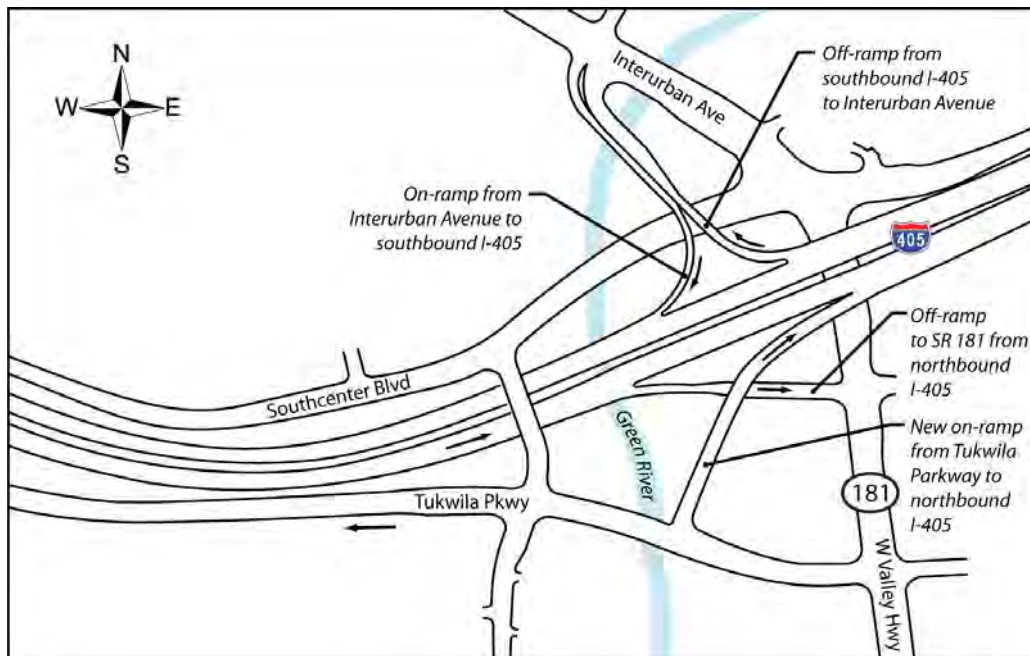 N
W
E
S
Interurban Ave
Off-ramp from
southbound I-405
to Interurban Avenue
On-ramp from
Interurban Avenue to
southbound I-405
405
Off-ramp
to SR 181 from
northbound
I-405
Southcenter Blvd
Green River
New on-ramp
from Tukwila
Parkway to
northbound
I-405
Tukwila Pkwy
181
W Valley Hwy